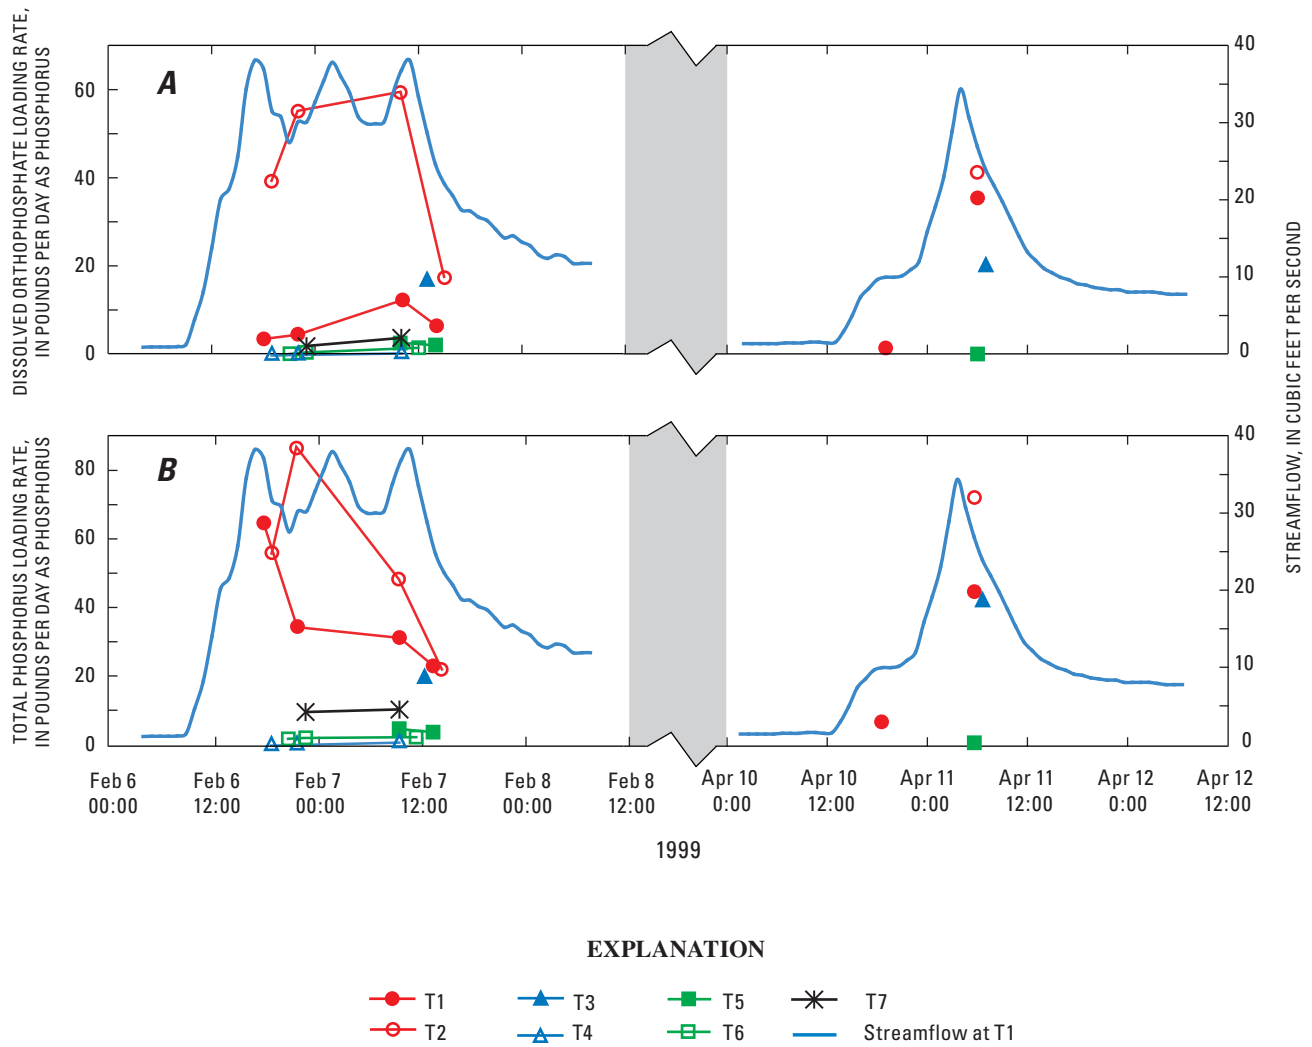 DISSOLVED ORTHOPHOSPHATE LOADING RATE,
IN POUNDS PER DAY AS PHOSPHORUS
A
60
40
20
0
40
30
20
10
0
TOTAL PHOSPHORUS LOADING RATE,
IN POUNDS PER DAY AS PHOSPHORUS
B
80
60
40
20
0
40
30
20
10
0
STREAMFLOW, IN CUBIC FEET PER SECOND
Feb 6
00:00
Feb 6
12:00
Feb 7
00:00
Feb 7
12:00
Feb 8
00:00
Feb 8
12:00
Apr 10
0:00
Apr 10
12:00
Apr 11
0:00
Apr 11
12:00
Apr 12
0:00
Apr 12
12:00
1999
EXPLANATION
T1
T3
T5
T7
T2
T4
T6
Streamflow at T1